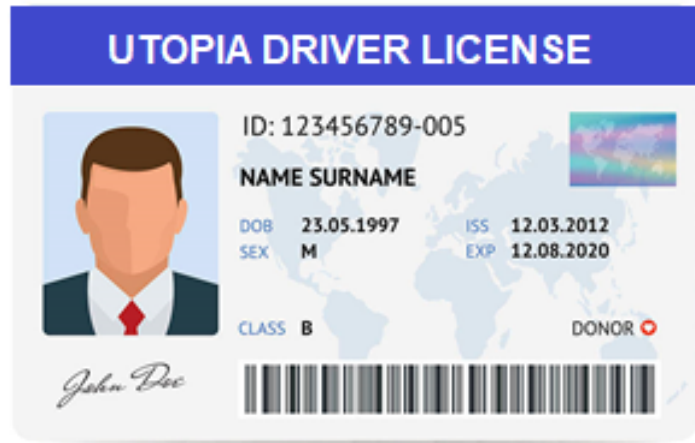 UTOPIA DRIVER LICENSE
ID: 123456789-005
NAME SURNAME
DOB 23.05.1997 ISS 12.03.2012
SEX M EXP 12.08.2020
CLASS B DONOR
John Doe